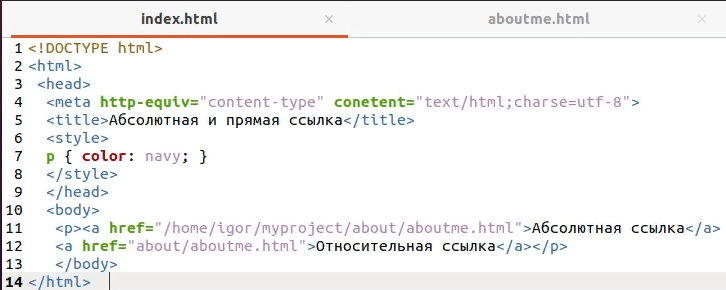 index.html × aboutme.html ×
1 <!DOCTYPE html>
2 <html>
3 <head>
4 <meta http-equiv="content-type" conetent="text/html;charse=utf-8">
5 <title>Абсолютная и прямая ссылка</title>
6 <style>
7 p { color: navy; }
8 </style>
9 </head>
10 <body>
11 <p><a href="/home/igor/myproject/about/aboutme.html">Абсолютная ссылка</a>
12 <a href="about/aboutme.html">Относительная ссылка</a></p>
13 </body>
14 </html>